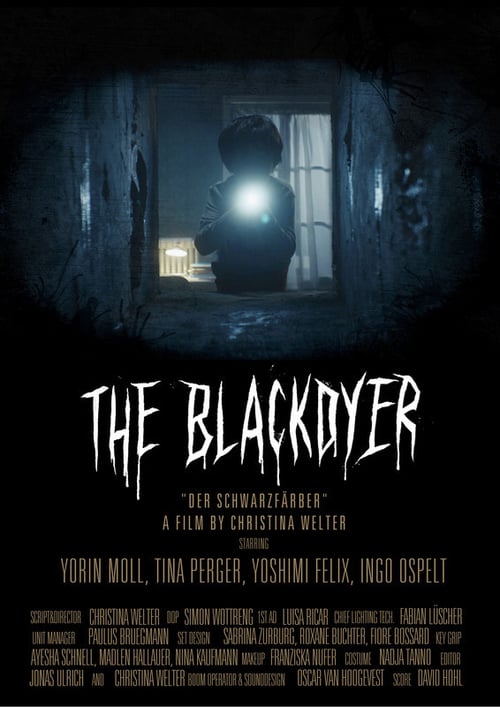 THE BLACKDYER
"DER SCHWARZFÄRBER"
A FILM BY CHRISTINA WELTER
STARRING
YORIN MOLL, TINA PERGER, YOSHIMI FELIX, INGO OSPELT
SCRIPT&DIRECTOR CHRISTINA WELTER DOP SIMON WOTTRENG 1ST AD LUISA RICAR CHIEF LIGHTING TECH. FABIAN LÜSCHER
UNIT MANAGER PAULUS BRUEGMANN SET DESIGN SABRINA ZURBURG, ROXANE BUCHTER, FIORE BOSSARD KEY GRIP
AYESHA SCHNELL, MADLEN HALLAUER, NINA KAUFMANN MAKEUP FRANZISKA NUFER COSTUME NADJA TANNO EDITOR
JONAS ULRICH AND CHRISTINA WELTER BOOM OPERATOR & SOUNDDESIGN OSCAR VAN HOOGEVEST SCORE DAVID HOHL